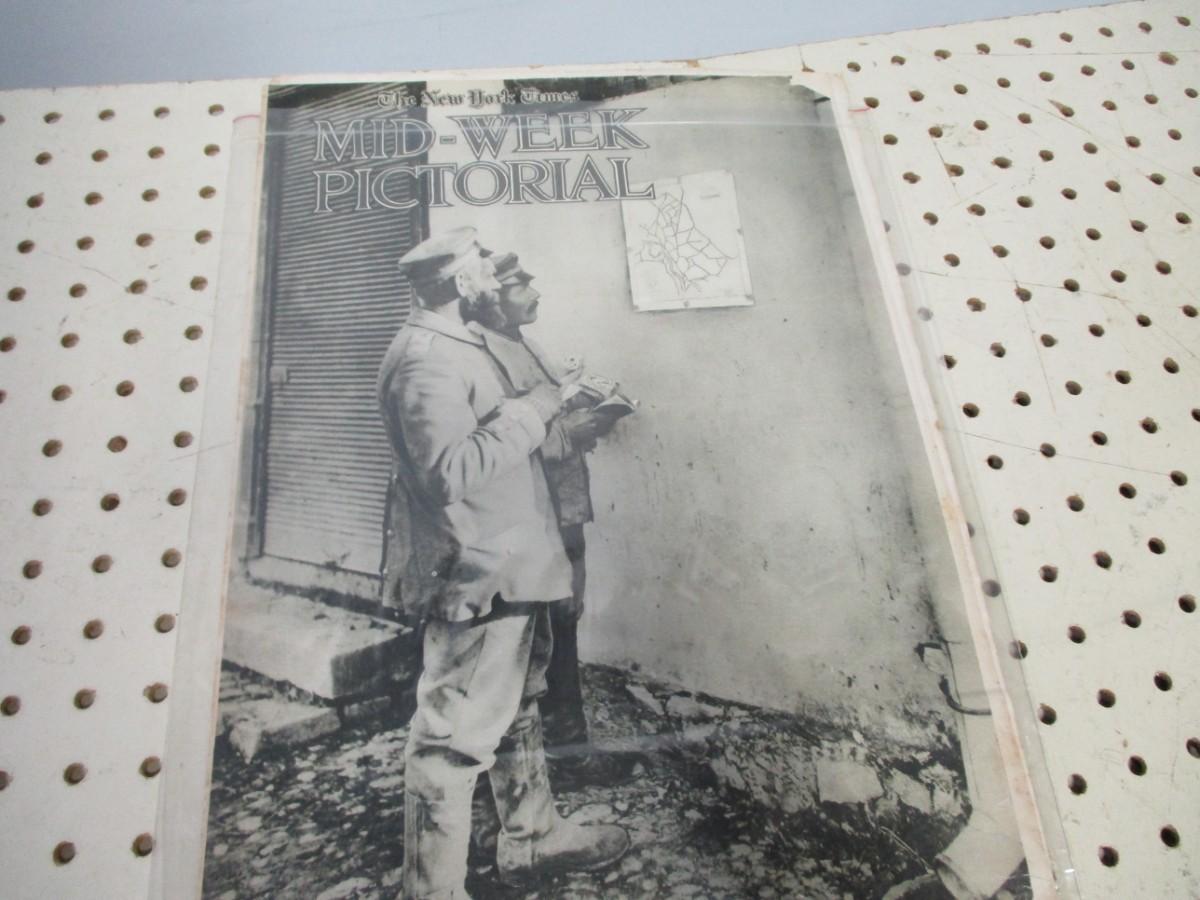 The New York Times
MID-WEEK
PICTORIAL